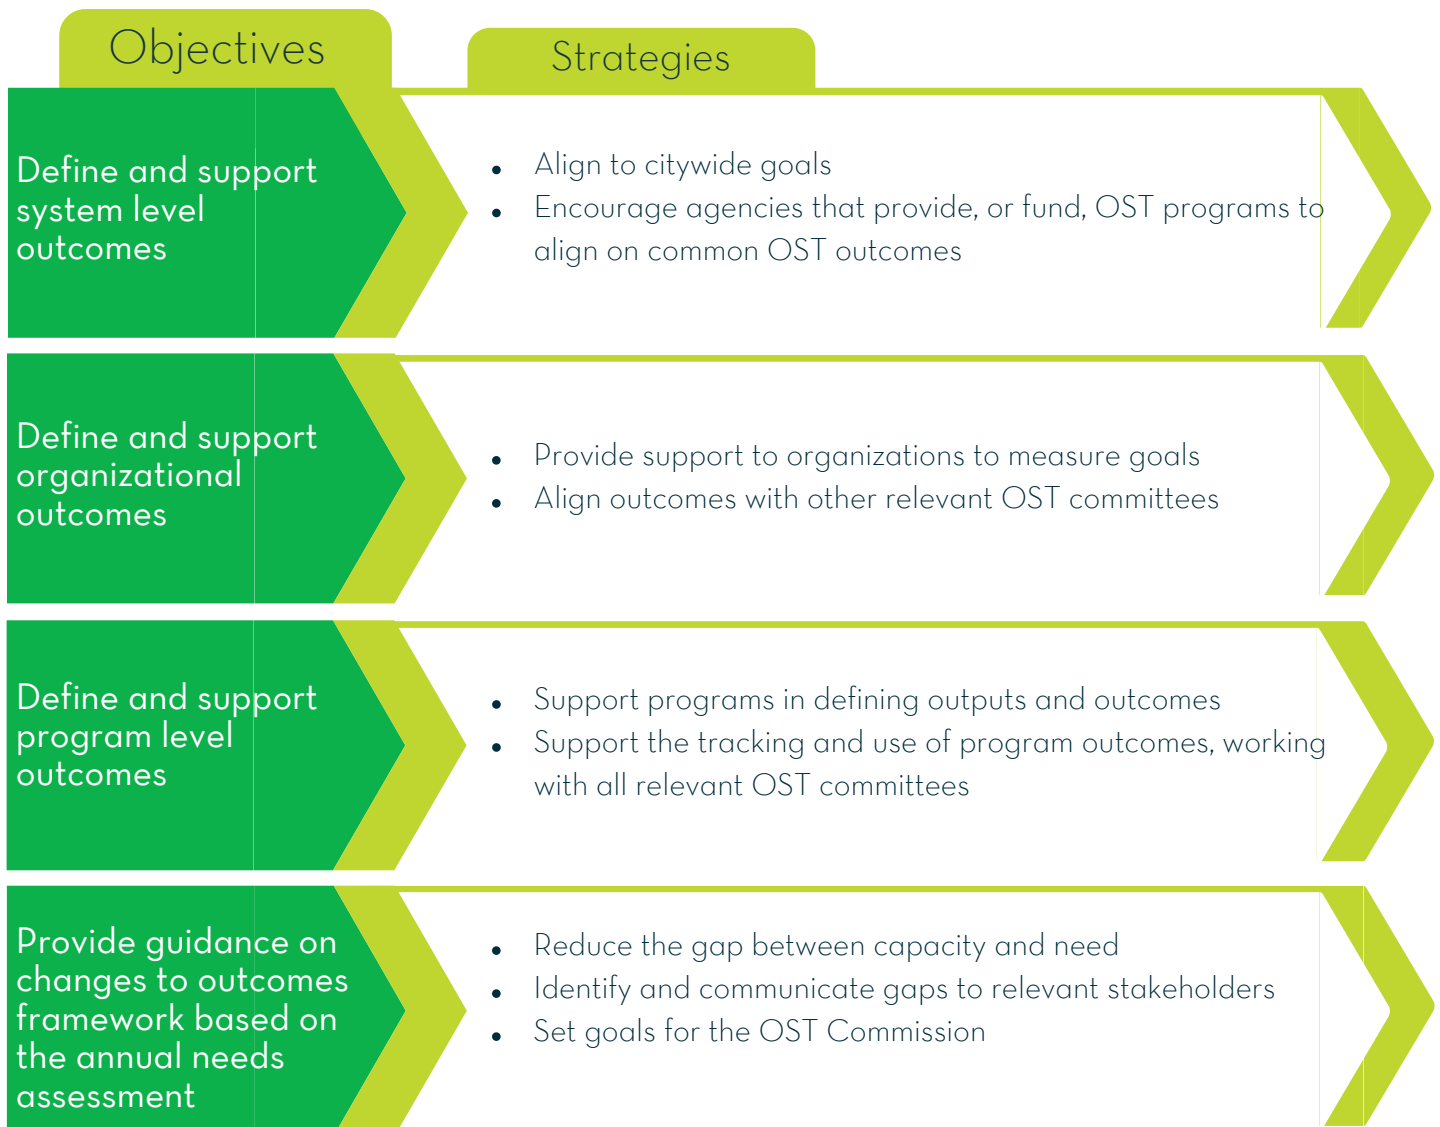 Objectives
Strategies
Define and support
system level
outcomes
• Align to citywide goals
• Encourage agencies that provide, or fund, OST programs to
align on common OST outcomes
Define and support
organizational
outcomes
• Provide support to organizations to measure goals
• Align outcomes with other relevant OST committees
Define and support
program level
outcomes
• Support programs in defining outputs and outcomes
• Support the tracking and use of program outcomes, working
with all relevant OST committees
Provide guidance on
changes to outcomes
framework based on
the annual needs
assessment
• Reduce the gap between capacity and need
• Identify and communicate gaps to relevant stakeholders
• Set goals for the OST Commission